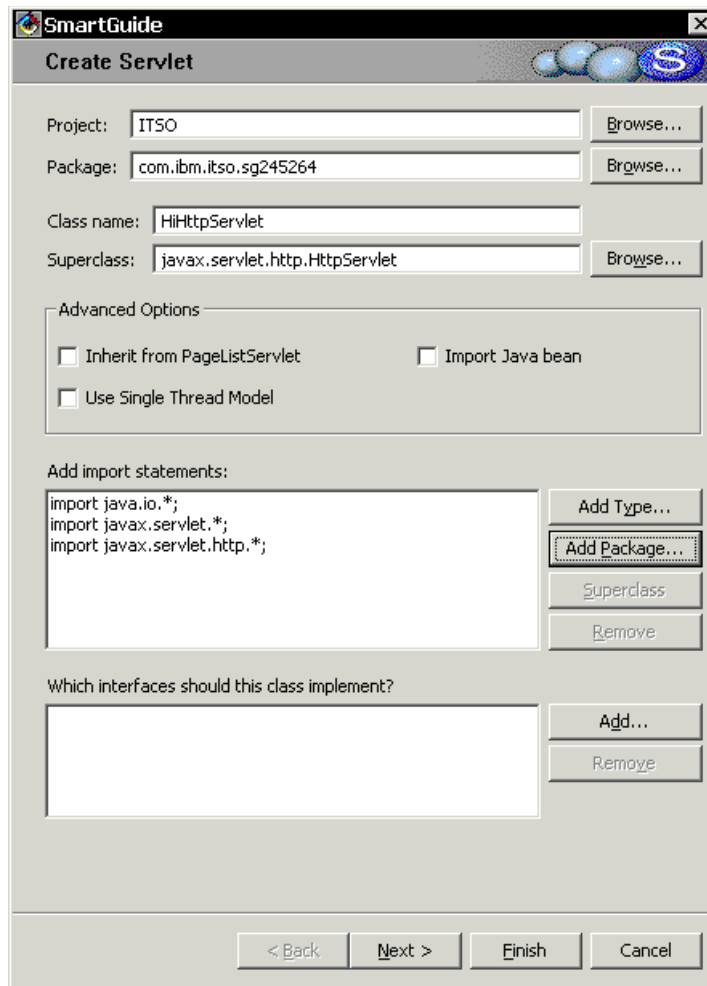 SmartGuide
Create Servlet
S
Project: ITSO Browse...
Package: com.ibm.itso.sg245264 Browse...
Class name: HiHttpServlet
Superclass: javax.servlet.http.HttpServlet Browse...
Advanced Options
Inherit from PageListServlet Import Java bean
Use Single Thread Model
Add import statements:
import java.io.*; Add Type...
import javax.servlet.*;
import javax.servlet.http.*; Add Package...
Superclass
Remove
Which interfaces should this class implement?
Add...
Remove
< Back Next > Finish Cancel